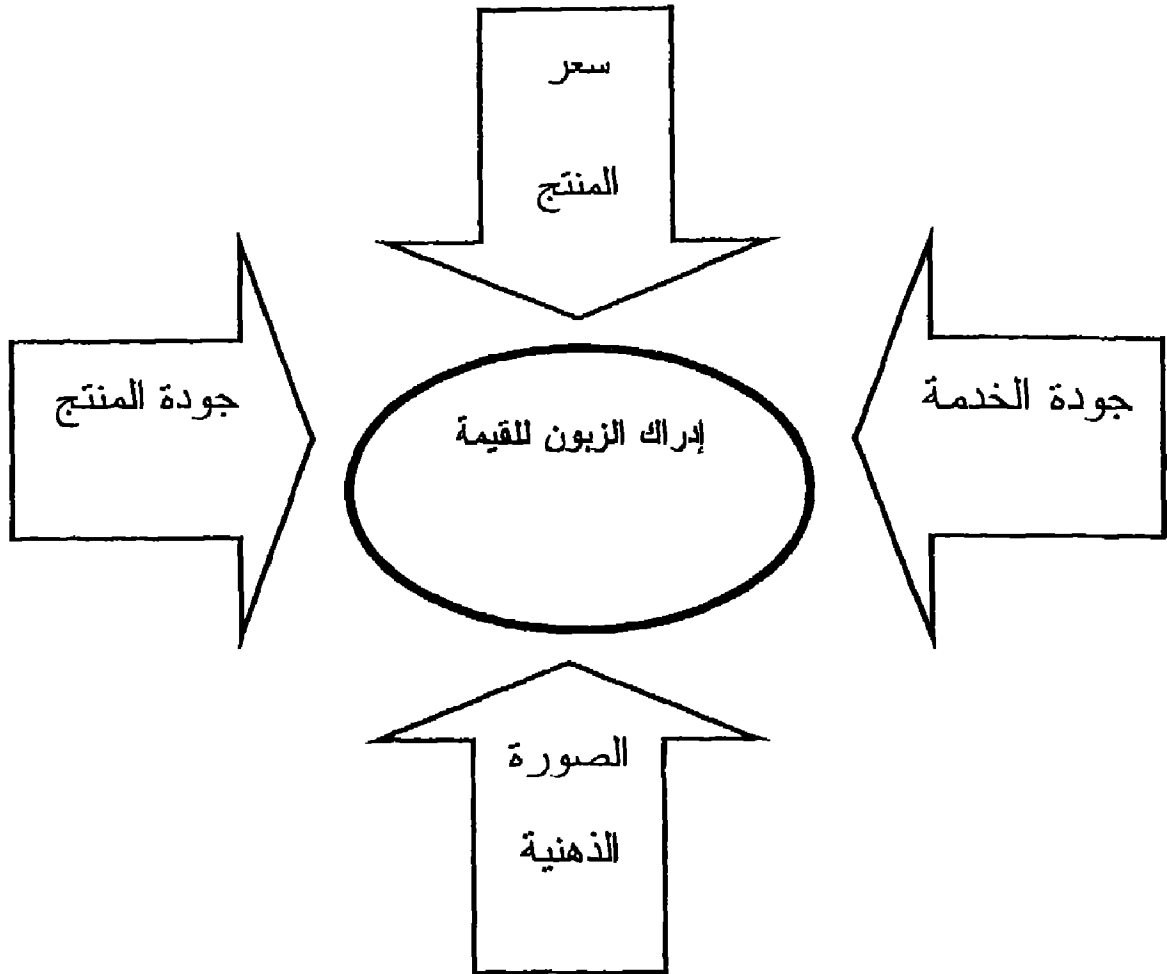 سعر
المنتج
جودة الخدمة
إدراك الزبون للقيمة
جودة المنتج
الصورة
الذهنية